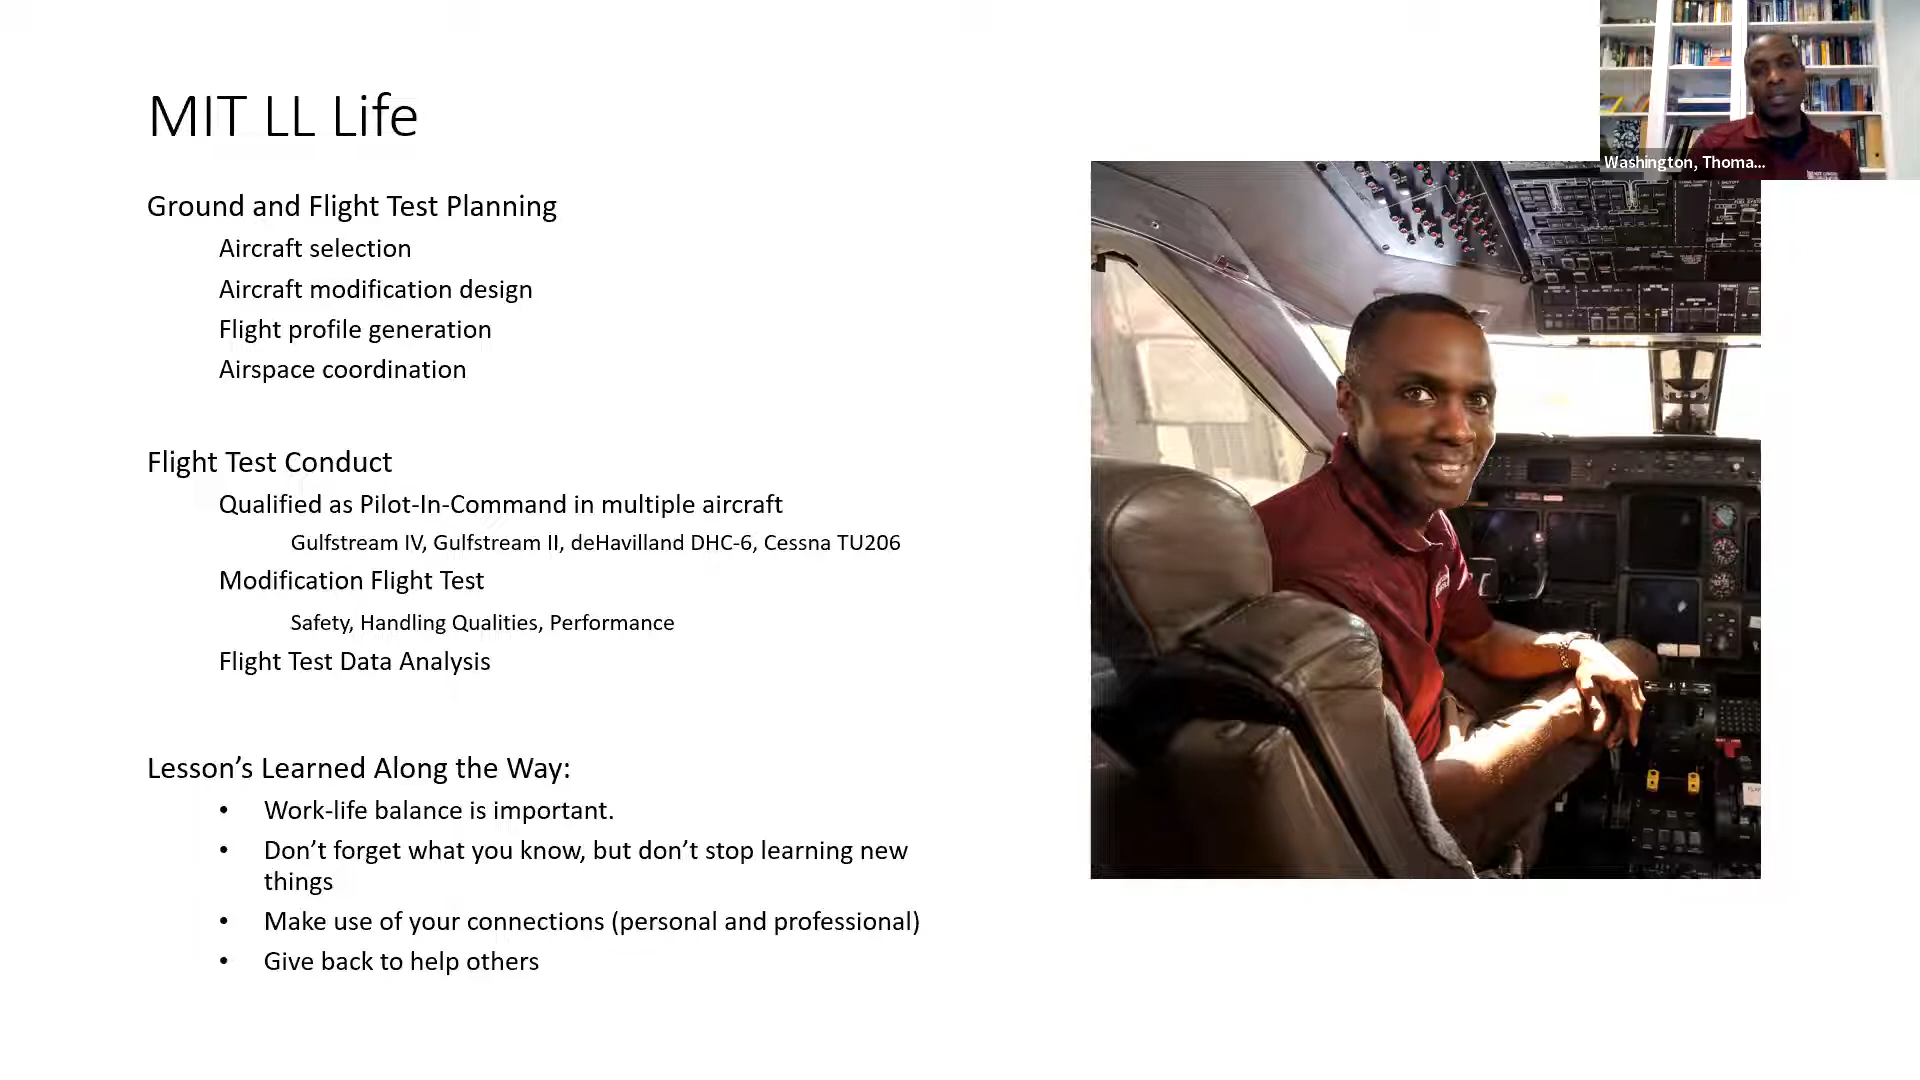 MIT LL Life
Washington, Thoma...
Ground and Flight Test Planning
Aircraft selection
Aircraft modification design
Flight profile generation
Airspace coordination
Flight Test Conduct
Qualified as Pilot-In-Command in multiple aircraft
Gulfstream IV, Gulfstream II, deHavilland DHC-6, Cessna TU206
Modification Flight Test
Safety, Handling Qualities, Performance
Flight Test Data Analysis
Lesson’s Learned Along the Way:
• Work-life balance is important.
• Don’t forget what you know, but don’t stop learning new
things
• Make use of your connections (personal and professional)
• Give back to help others